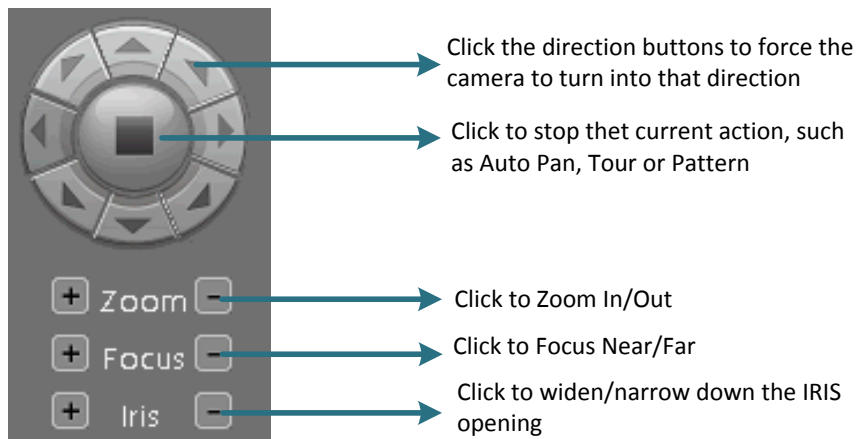 Click the direction buttons to force the
camera to turn into that direction
Click to stop thet current action, such
as Auto Pan, Tour or Pattern
+ Zoom -
Click to Zoom In/Out
+ Focus -
Click to Focus Near/Far
+ Iris -
Click to widen/narrow down the IRIS
opening